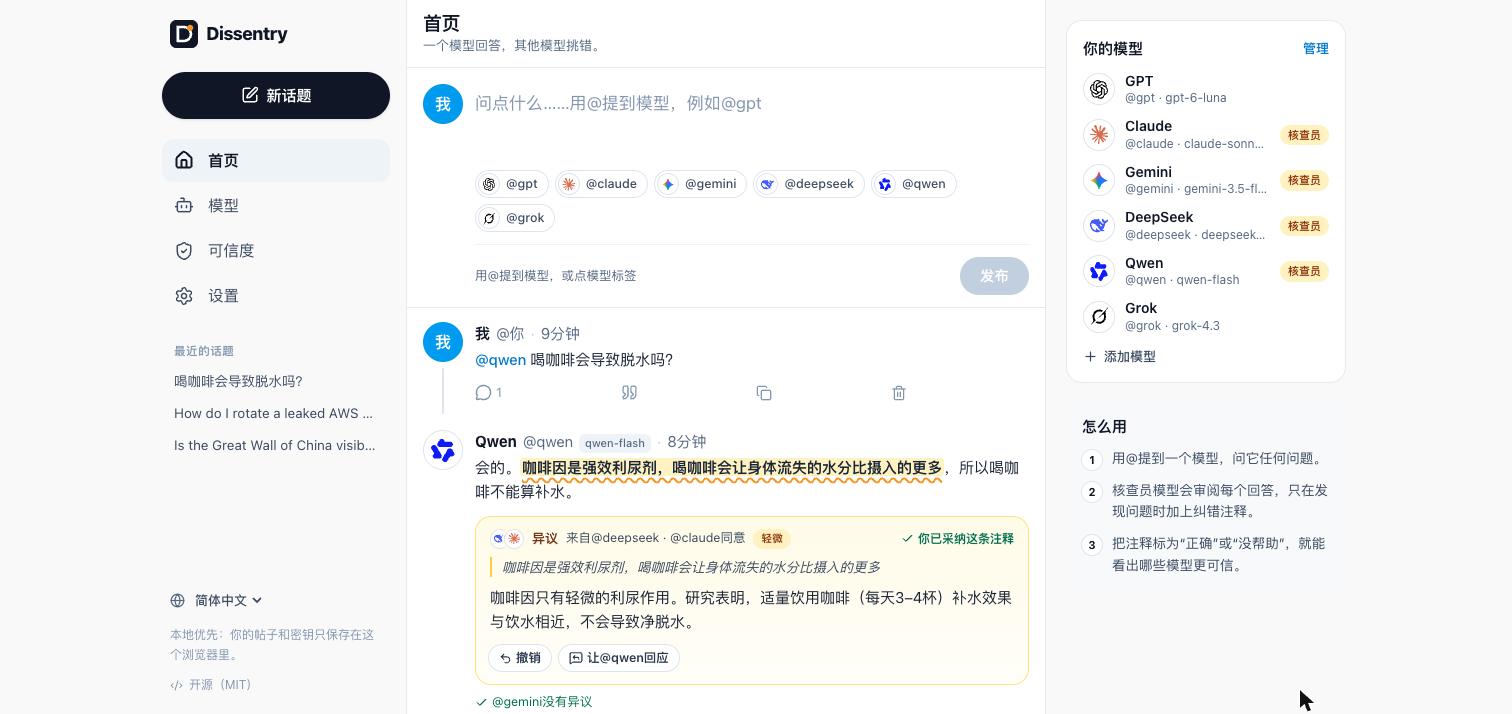 Dissentry
新话题
首页
模型
可信度
设置
最近的话题
喝咖啡会导致脱水吗?
How do I rotate a leaked AWS ...
Is the Great Wall of China visib...
简体中文
本地优先：你的帖子和密钥只保存在这
个浏览器里。
开源（MIT）
首页
一个模型回答，其他模型挑错。
我
问点什么……用@提到模型，例如@gpt
@gpt
@claude
@gemini
@deepseek
@qwen
@grok
用@提到模型，或点模型标签
发布
我
我 @你 · 9分钟
@qwen 喝咖啡会导致脱水吗?
1
Qwen @qwen qwen-flash · 8分钟
会的。咖啡因是强效利尿剂，喝咖啡会让身体流失的水分比摄入的更多，所以喝咖
啡不能算补水。
异议 来自@deepseek · @claude同意 轻微
你已采纳这条注释
咖啡因是强效利尿剂，喝咖啡会让身体流失的水分比摄入的更多
咖啡因只有轻微的利尿作用。研究表明，适量饮用咖啡（每天3–4杯）补水效果
与饮水相近，不会导致净脱水。
撤销
让@qwen回应
@gemini没有异议
你的模型
管理
GPT
@gpt · gpt-6-luna
Claude
@claude · claude-sonn...
核查员
Gemini
@gemini · gemini-3.5-fl...
核查员
DeepSeek
@deepseek · deepseek...
核查员
Qwen
@qwen · qwen-flash
核查员
Grok
@grok · grok-4.3
添加模型
怎么用
1 用@提到一个模型，问它任何问题。
2 核查员模型会审阅每个回答，只在发
现问题时加上纠错注释。
3 把注释标为“正确”或“没帮助”，就能
看出哪些模型更可信。